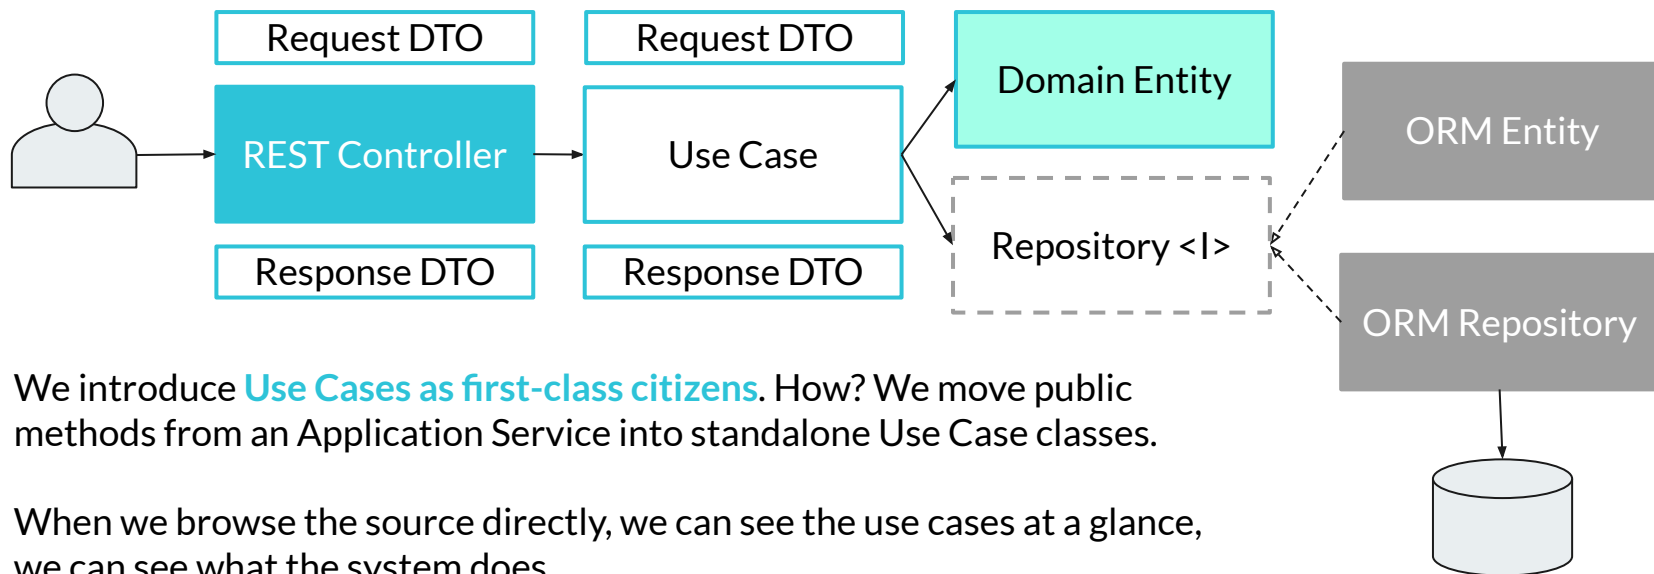 Request DTO
Request DTO
Domain Entity
ORM Entity
REST Controller
Use Case
Repository <I>
Response DTO
Response DTO
ORM Repository
We introduce Use Cases as first-class citizens. How? We move public
methods from an Application Service into standalone Use Case classes.
When we browse the source directly, we can see the use cases at a glance,
we can see what the system does